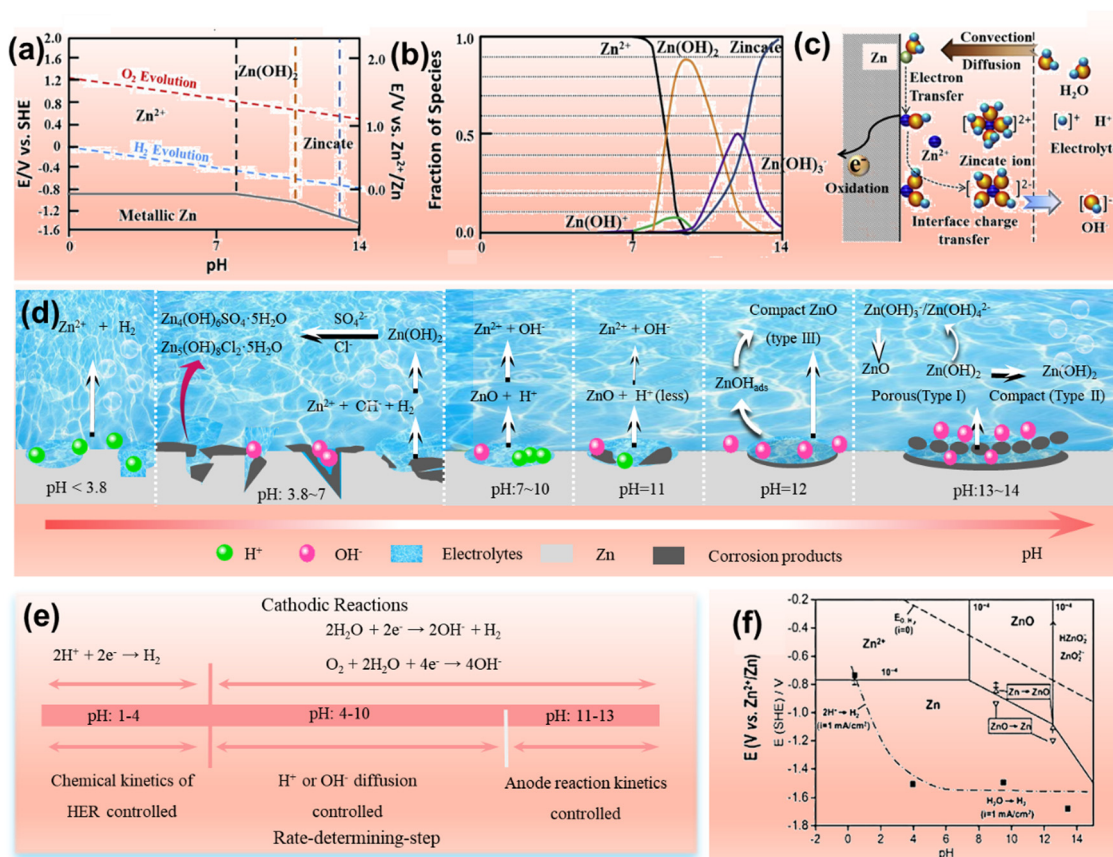 (a)
E/V vs. SHE
2.0
1.6
1.2
0.8
0.4
0
-0.4
-0.8
-1.2
-1.6
O₂ Evolution
Zn(OH)₂
Zn²⁺
H₂ Evolution
Zincate
Metallic Zn
2.0
1.0
0.0
E/V vs. Zn²⁺/Zn
0
7
14
pH
(b)
Fraction of Species
1.0
0.5
0.0
Zn²⁺
Zn(OH)₂
Zincate
Zn(OH)₃⁻
Zn(OH)⁺
7
14
(c)
Zn
Convection
Diffusion
H₂O
Electron
Transfer
[ ]²⁺
[ ]⁺
H⁺
Zn²⁺
Zincate ion
Electrolyte
e⁻
Oxidation
[ ]²⁻
[ ]⁻
OH
Interface charge
transfer
(d)
Zn²⁺ + H₂
pH < 3.8
Zn₄(OH)₆SO₄·5H₂O
Zn₅(OH)₈Cl₂·5H₂O
SO₄²⁻
Cl⁻
Zn(OH)₂
Zn²⁺ + OH⁻ + H₂
pH: 3.8~7
Zn²⁺ + OH⁻
ZnO + H⁺
pH:7~10
Zn²⁺ + OH⁻
ZnO + H⁺ (less)
pH=11
Compact ZnO
(type III)
ZnOH_ads
pH=12
Zn(OH)₃⁻/Zn(OH)₄²⁻
ZnO
Zn(OH)₂
Zn(OH)₂
Porous(Type I)
Compact (Type II)
pH:13~14
H⁺
OH⁻
Electrolytes
Zn
Corrosion products
pH
(e)
Cathodic Reactions
2H₂O + 2e⁻ → 2OH⁻ + H₂
2H⁺ + 2e⁻ → H₂
O₂ + 2H₂O + 4e⁻ → 4OH⁻
pH: 1-4
pH: 4-10
pH: 11-13
Chemical kinetics of
HER controlled
H⁺ or OH⁻ diffusion
controlled
Anode reaction kinetics
controlled
Rate-determining-step
(f)
E (V vs. Zn²⁺/Zn)
E (SHE) / V
-0.2
-0.4
-0.6
-0.8
-1.0
-1.2
-1.4
-1.6
-1.8
(i=0)
10⁻⁴
ZnO
10⁻⁴
HZnO₂⁻
ZnO₂²⁻
Zn²⁺
10⁻⁴
Zn
Zn → ZnO
ZnO → Zn
2H⁺ → H₂
(i=1 mA/cm²)
H₂O → H₂
(i=1 mA/cm²)
-2
0
2
4
6
8
10
12
14
pH